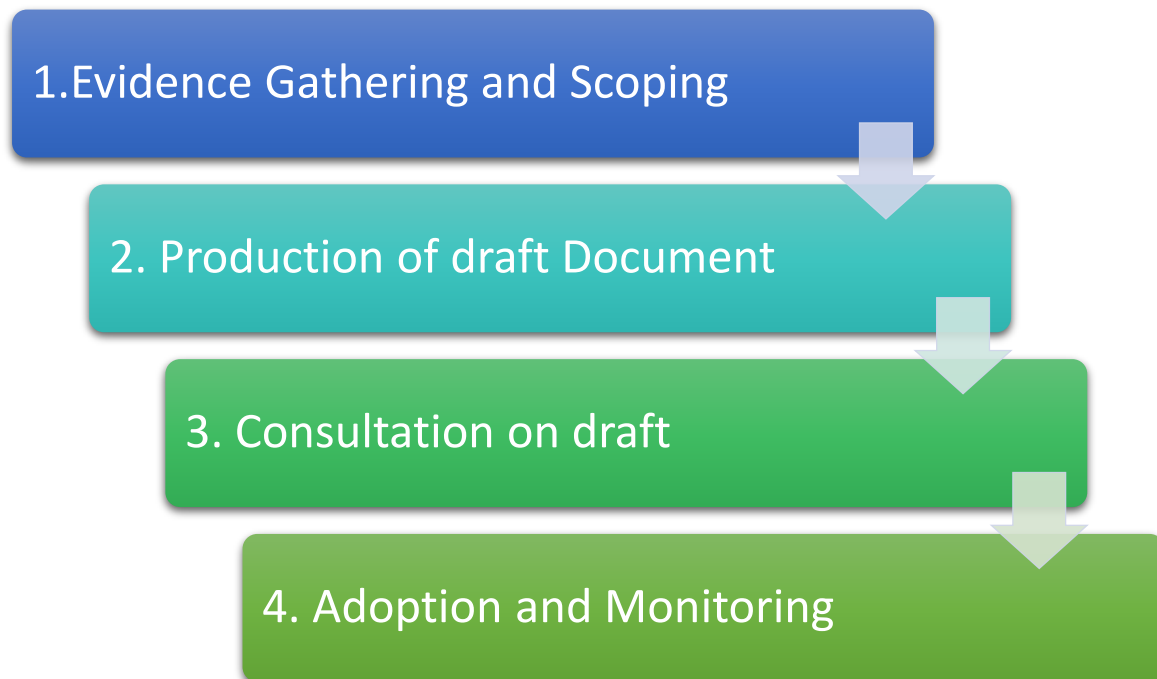 1.Evidence Gathering and Scoping
2. Production of draft Document
3. Consultation on draft
4. Adoption and Monitoring